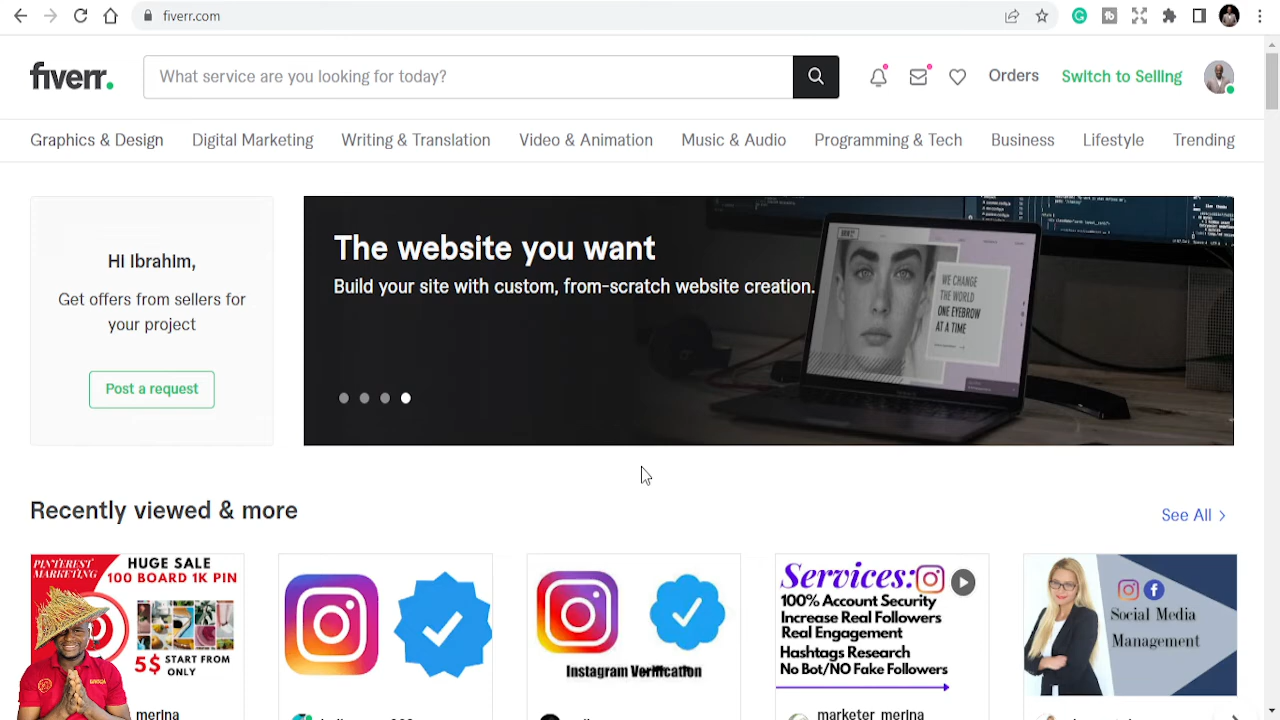 fiverr.com
fiverr.
What service are you looking for today?
Orders
Switch to Selling
Graphics & Design
Digital Marketing
Writing & Translation
Video & Animation
Music & Audio
Programming & Tech
Business
Lifestyle
Trending
Hi Ibrahim,
Get offers from sellers for
your project
Post a request
The website you want
Build your site with custom, from-scratch website creation.
WE CHANGE
THE WORLD
ONE EYEBROW
AT A TIME
Recently viewed & more
See All
PINTEREST
MARKETING
HUGE SALE
100 BOARD 1K PIN
5$ START FROM
ONLY
Instagram Verification
Services:
100% Account Security
Increase Real Followers
Real Engagement
Hashtags Research
No Bot/NO Fake Followers
Social Media
Management
merina
marketer_merina